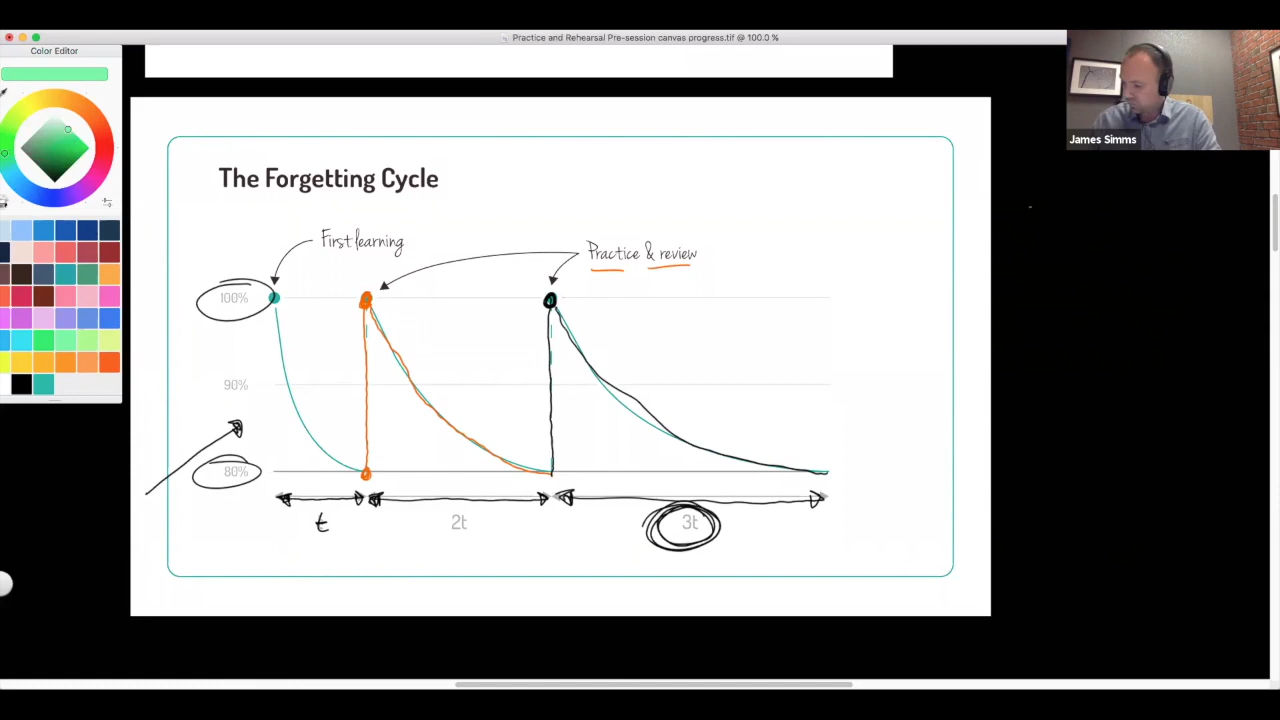 Practice and Rehearsal Pre-session canvas progress.tif @ 100.0 %
Color Editor
James Simms
The Forgetting Cycle
First learning
Practice & review
100%
90%
80%
t
2t
3t